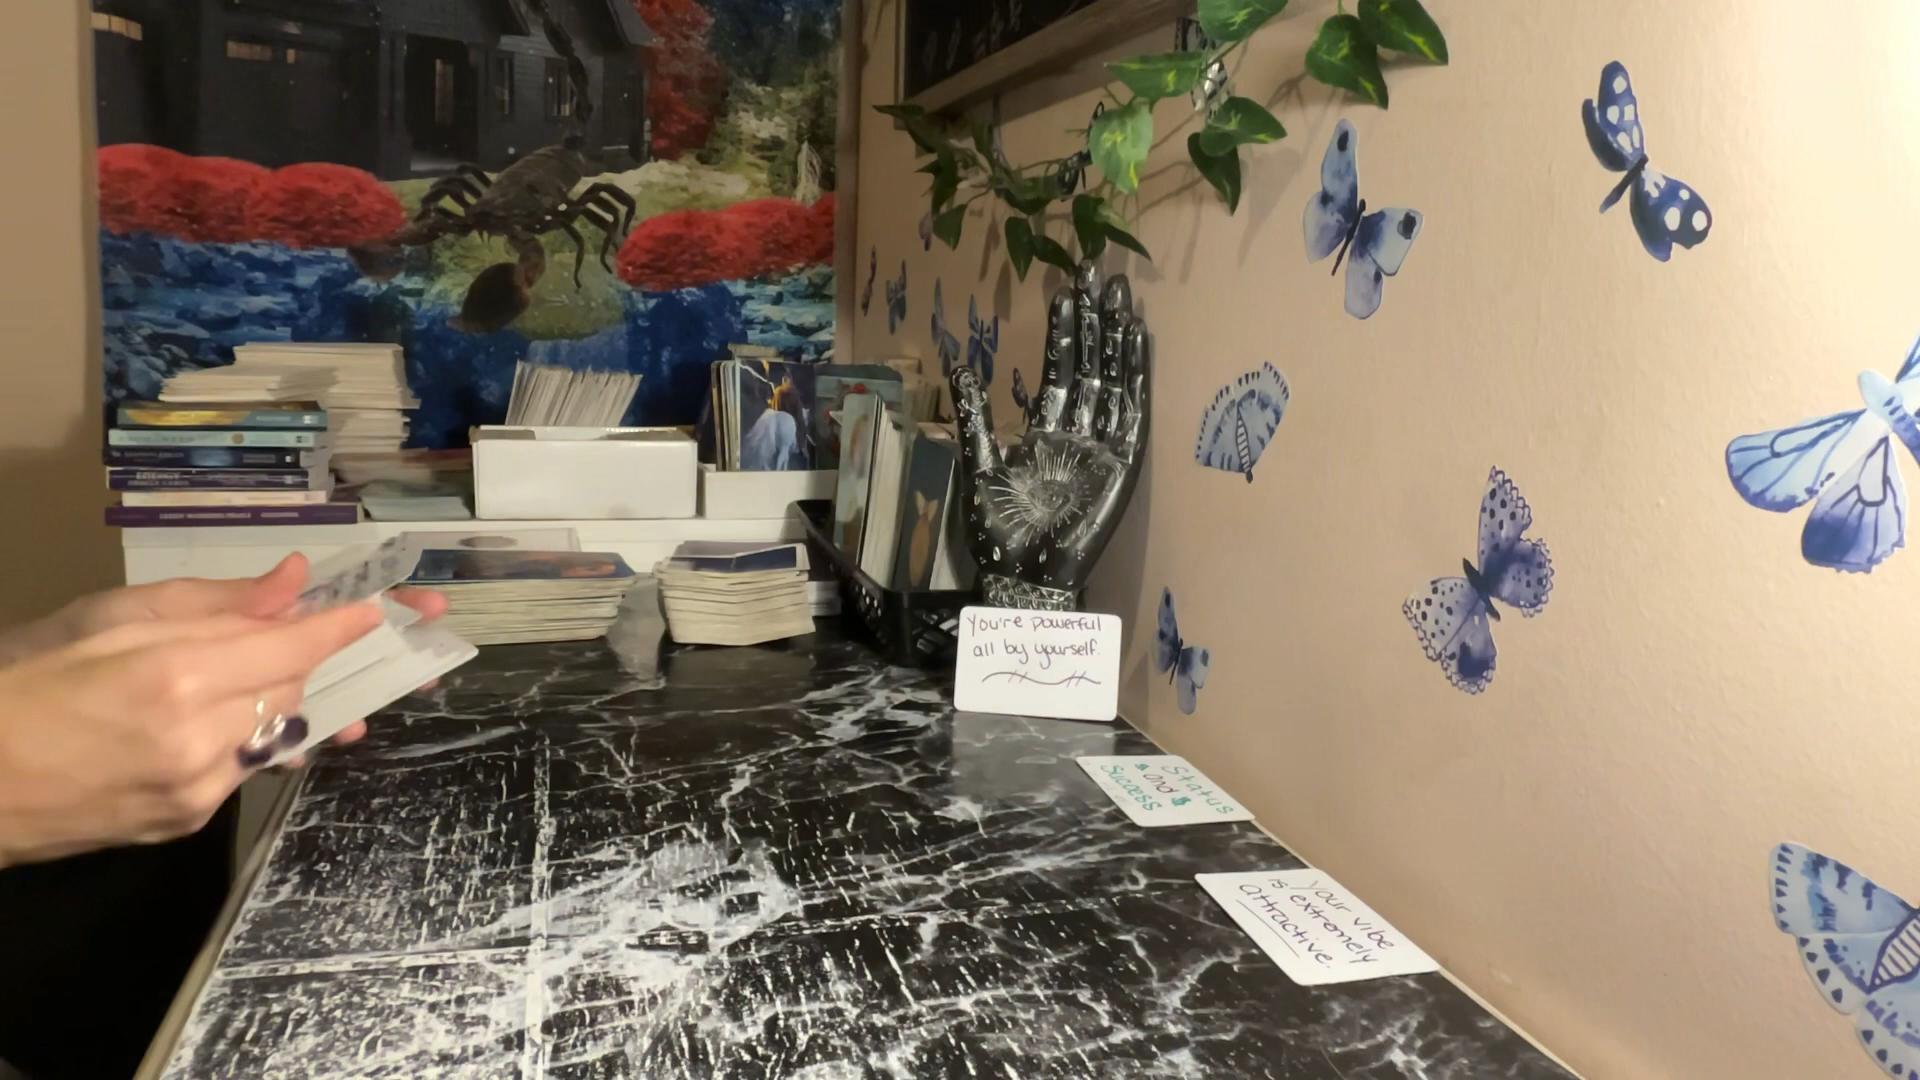 You're powerful
all by yourself.
Status
$ and $
success
Your vibe
is extremely
attractive.